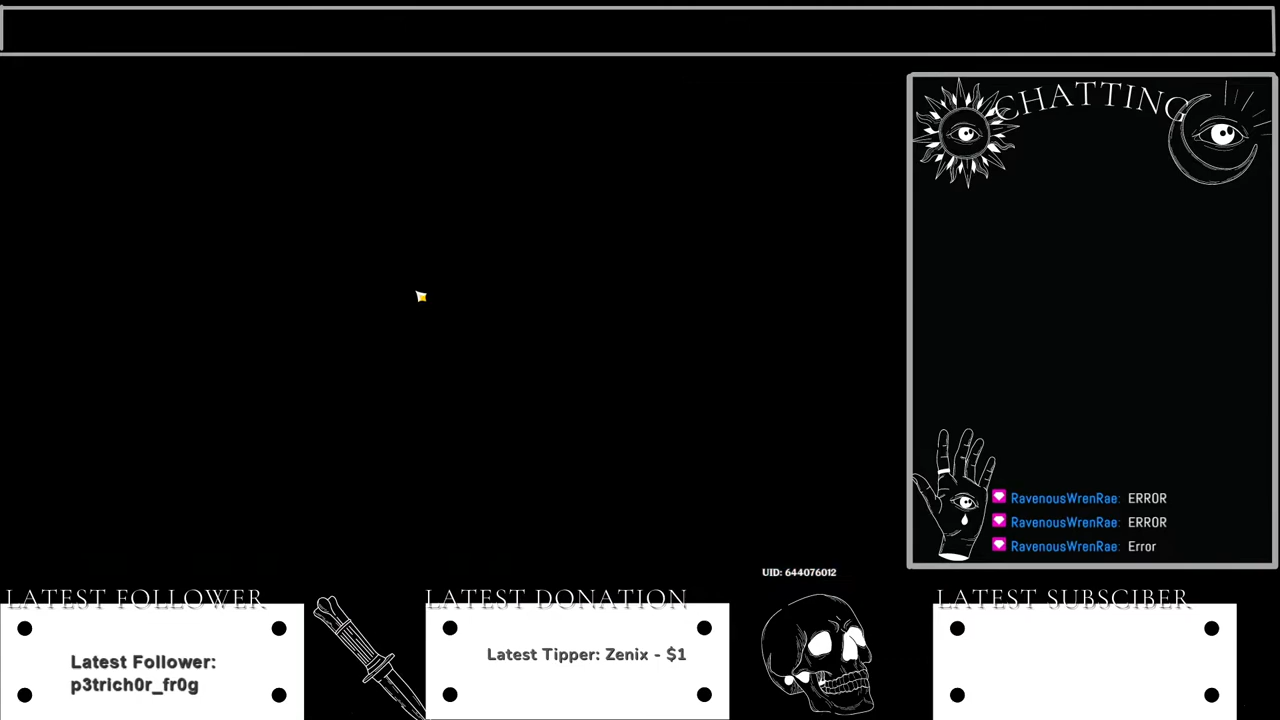 CHATTING
RavenousWrenRae: ERROR
RavenousWrenRae: ERROR
RavenousWrenRae: Error
UID: 644076012
LATEST FOLLOWER
LATEST DONATION
LATEST SUBSCIBER
Latest Follower:
p3trich0r_fr0g
Latest Tipper: Zenix - $1